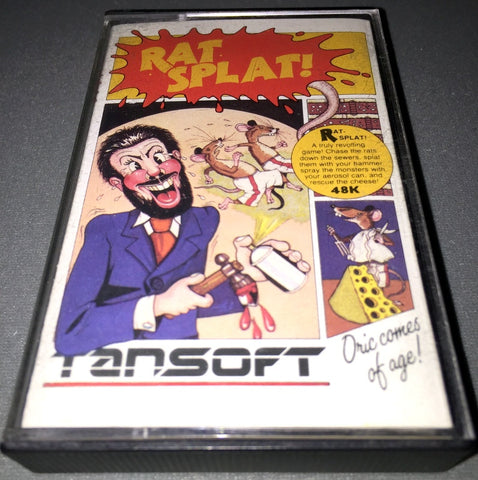 RAT
SPLAT!
RAT-
SPLAT!
A truly revolting
game! Chase the rats
down the sewers, splat
them with your hammer,
spray the monsters with
your aerosol can, and
rescue the cheese!
48K
TANSOFT
Oric comes
of age!